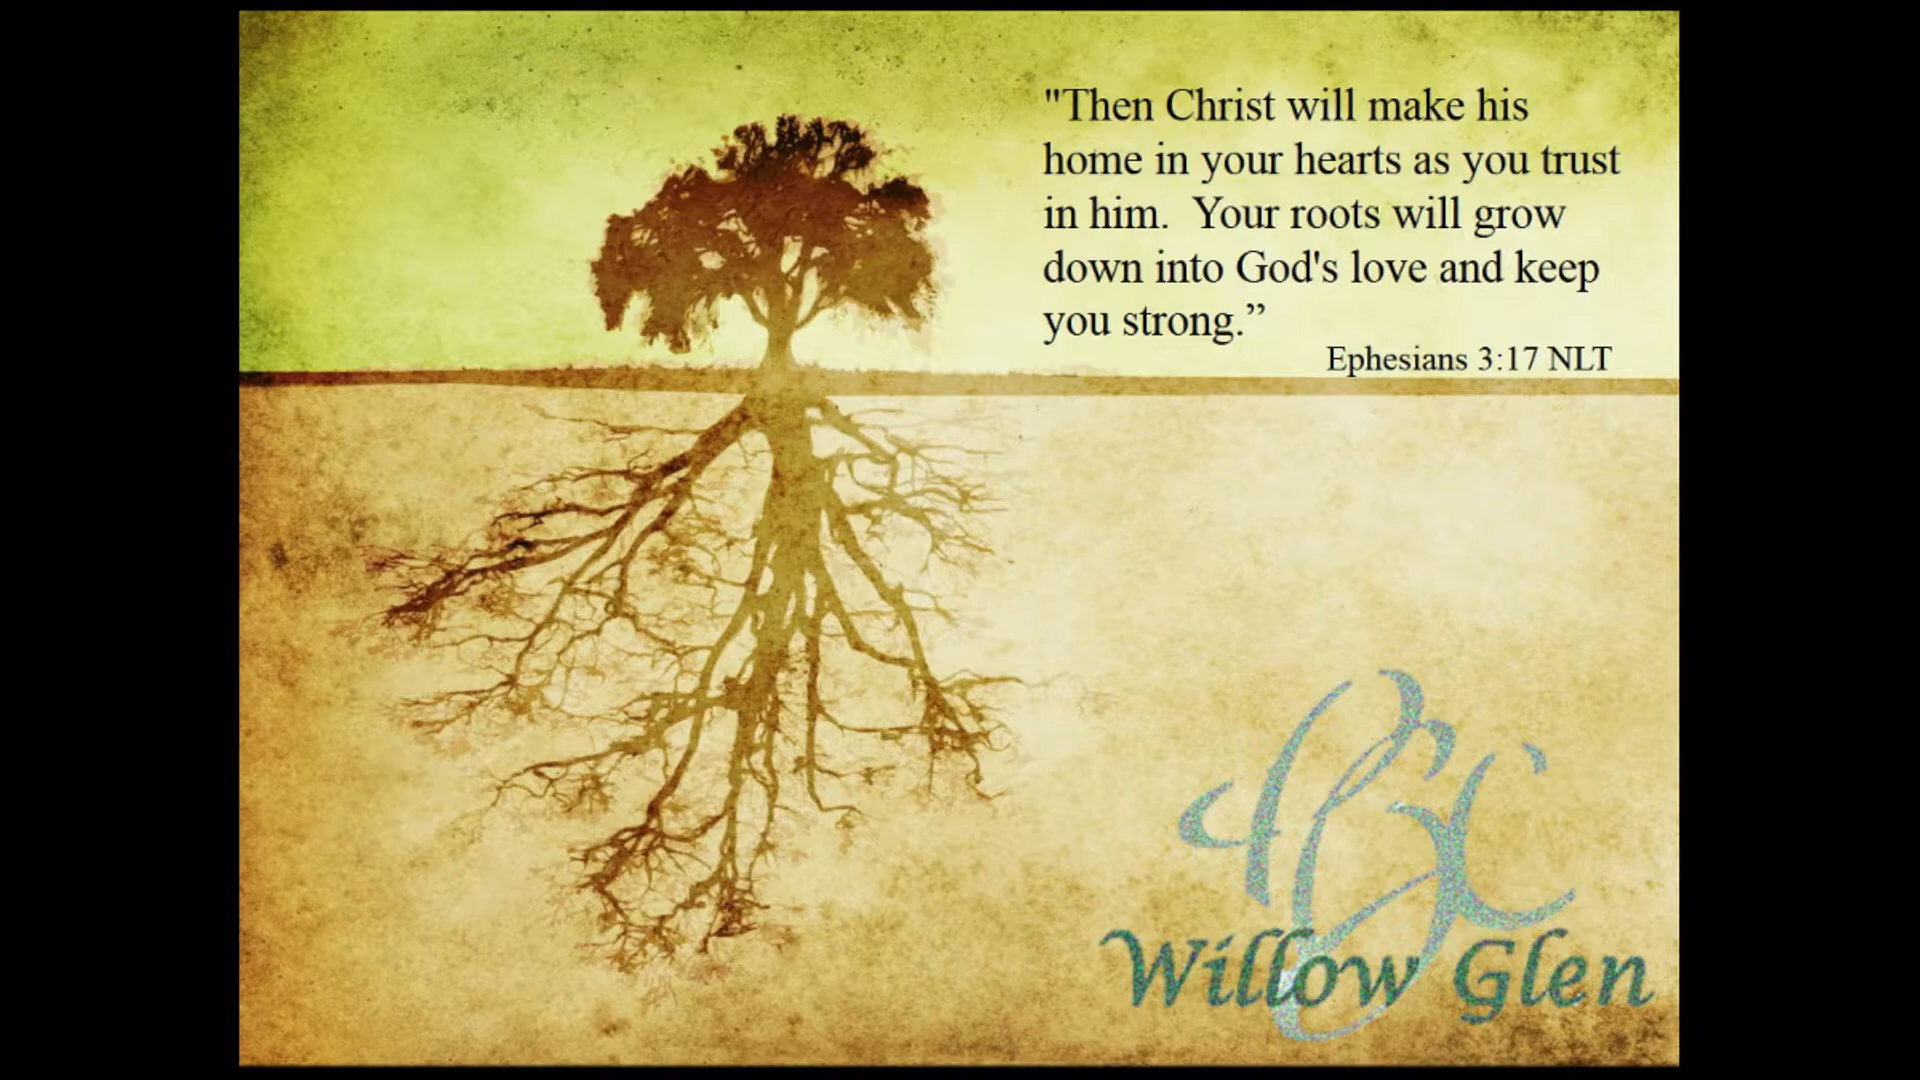 "Then Christ will make his
home in your hearts as you trust
in him.  Your roots will grow
down into God's love and keep
you strong.”
Ephesians 3:17 NLT
Willow Glen